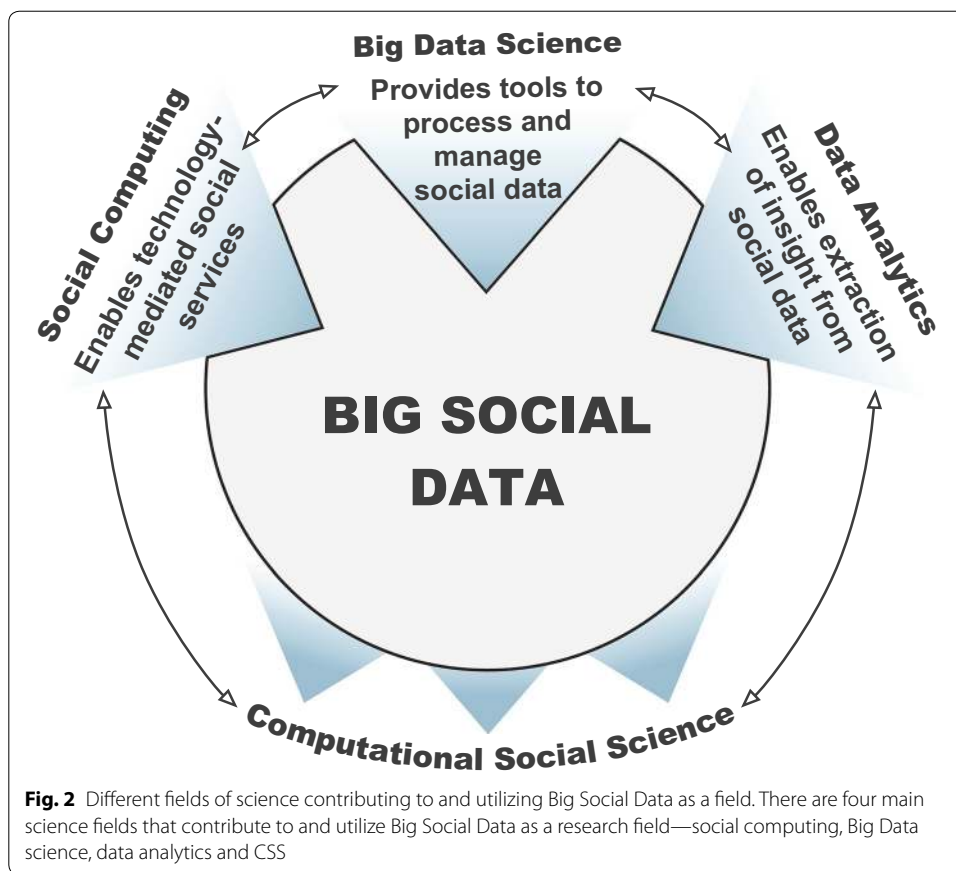 Big Data Science
Provides tools to
process and
manage
social data
Social Computing
Enables technology-
mediated social
services
Data Analytics
Enables extraction
of insight from
social data
BIG SOCIAL
DATA
Computational Social Science
Fig. 2 Different fields of science contributing to and utilizing Big Social Data as a field. There are four main
science fields that contribute to and utilize Big Social Data as a research field—social computing, Big Data
science, data analytics and CSS